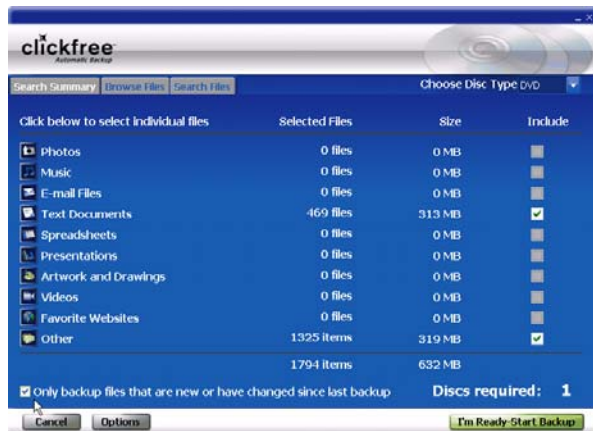 clickfree
Automatic Backup
Search Summary Browse Files Search Files Choose Disc Type DVD
Click below to select individual files Selected Files Size Include
Photos 0 files 0 MB
Music 0 files 0 MB
E-mail Files 0 files 0 MB
Text Documents 469 files 313 MB
Spreadsheets 0 files 0 MB
Presentations 0 files 0 MB
Artwork and Drawings 0 files 0 MB
Videos 0 files 0 MB
Favorite Websites 0 files 0 MB
Other 1325 items 319 MB
1794 items 632 MB
Only backup files that are new or have changed since last backup Discs required: 1
Cancel Options I'm Ready-Start Backup